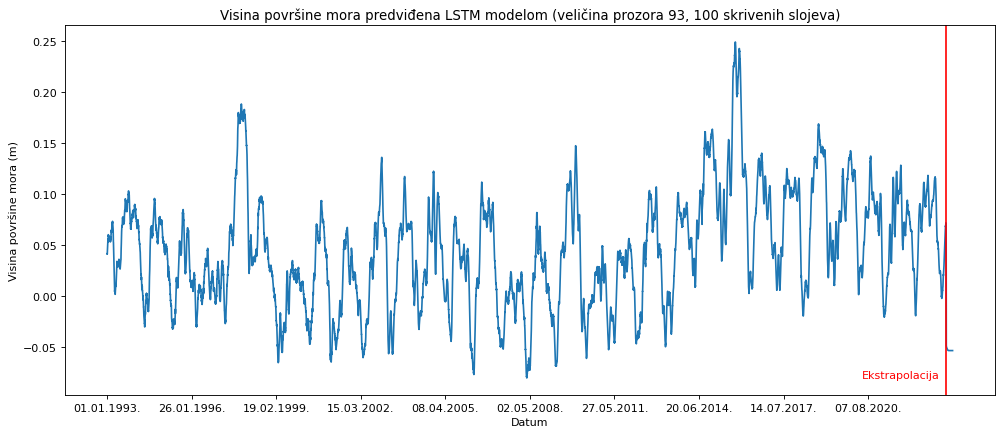 Visina površine mora predviđena LSTM modelom (veličina prozora 93, 100 skrivenih slojeva)
Visina površine mora (m)
0.25
0.20
0.15
0.10
0.05
0.00
−0.05
Ekstrapolacija
01.01.1993. 26.01.1996. 19.02.1999. 15.03.2002. 08.04.2005. 02.05.2008. 27.05.2011. 20.06.2014. 14.07.2017. 07.08.2020.
Datum